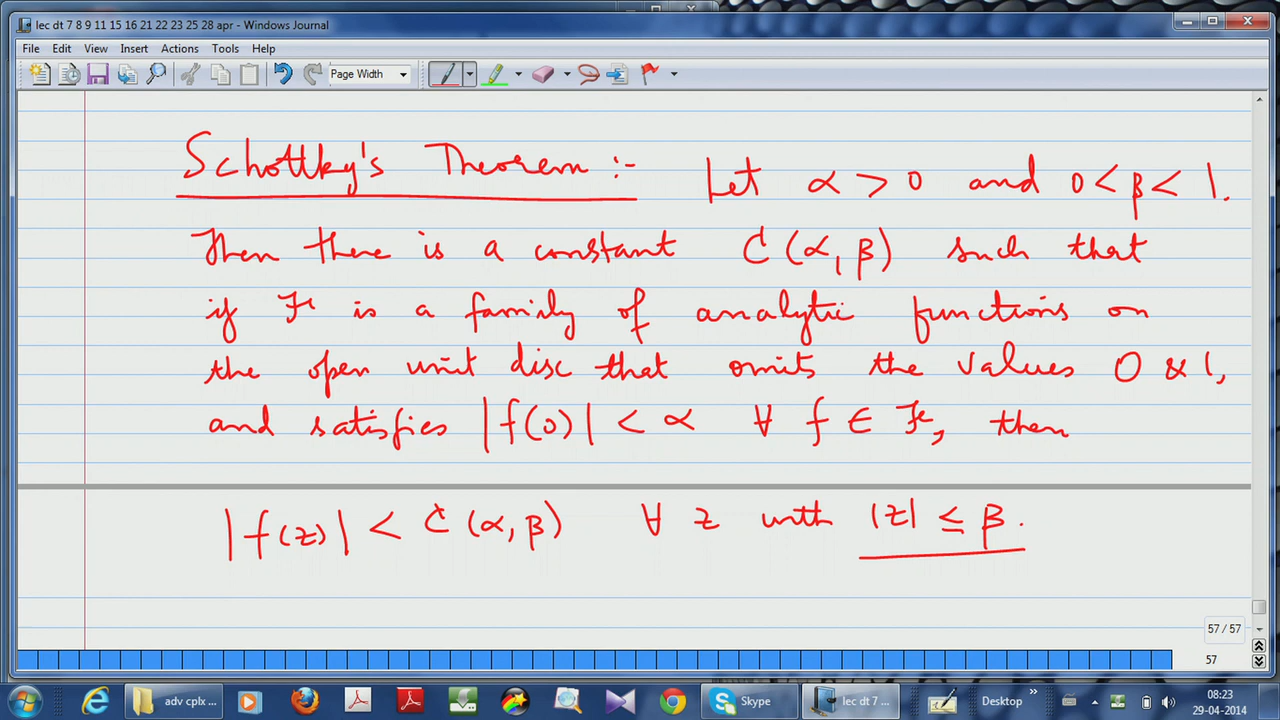 lec dt 7 8 9 11 15 16 21 22 23 25 28 apr - Windows Journal
File Edit View Insert Actions Tools Help
Page Width
Schottky's Theorem :- Let α > 0 and 0 < β < 1.
Then there is a constant C (α, β) such that
if ℱ is a family of analytic functions on
the open unit disc that omits the values 0 & 1,
and satisfies |f(0)| < α ∀ f ∈ ℱ, then
|f(z)| < C (α, β) ∀ z with |z| ≤ β.
57 / 57
57
adv cplx ... Skype lec dt 7 ... Desktop » 08:23
29-04-2014